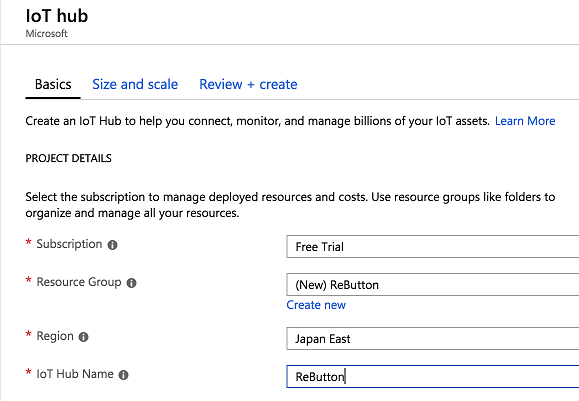 IoT hub
Microsoft
Basics Size and scale Review + create
Create an IoT Hub to help you connect, monitor, and manage billions of your IoT assets. Learn More
PROJECT DETAILS
Select the subscription to manage deployed resources and costs. Use resource groups like folders to
organize and manage all your resources.
* Subscription Free Trial
* Resource Group (New) ReButton
Create new
* Region Japan East
* IoT Hub Name ReButton